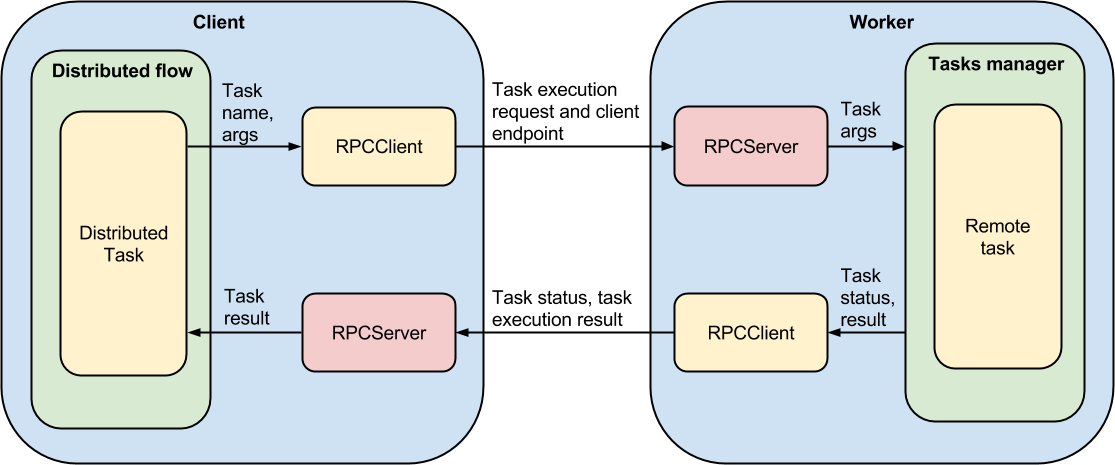 Client
Worker
Distributed flow
Tasks manager
Task
name,
args
RPCClient
Task execution
request and client
endpoint
RPCServer
Task
args
Distributed
Task
Remote
task
Task
result
RPCServer
Task status, task
execution result
RPCClient
Task
status,
result